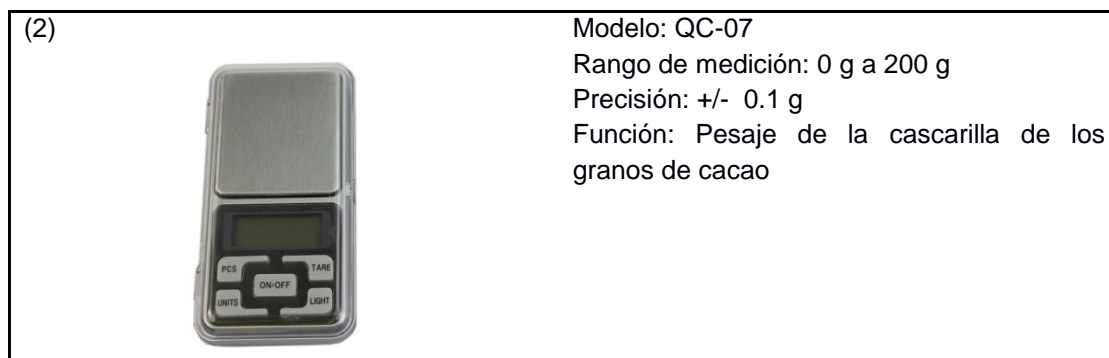 (2)
Modelo: QC-07
Rango de medición: 0 g a 200 g
Precisión: +/- 0.1 g
Función: Pesaje de la cascarilla de los
granos de cacao
PCS
TARE
ON•OFF
UNITS
LIGHT